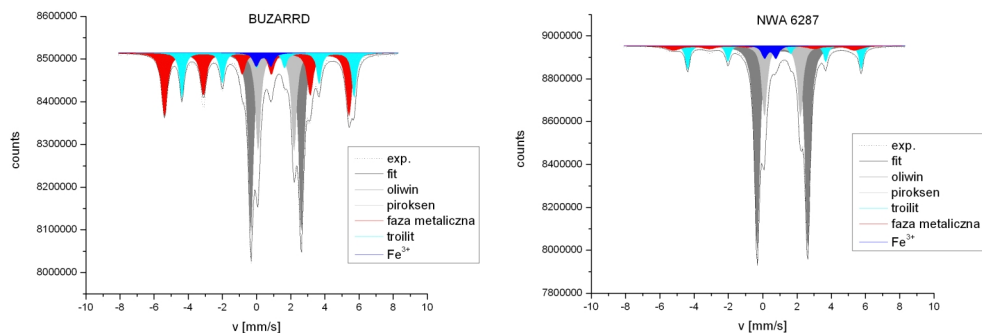 BUZARRD
8600000
8500000
8400000
8300000
8200000
8100000
8000000
counts
exp.
fit
oliwin
piroksen
faza metaliczna
troilit
Fe³⁺
-10 -8 -6 -4 -2 0 2 4 6 8 10
v [mm/s]
NWA 6287
9000000
8800000
8600000
8400000
8200000
8000000
7800000
counts
exp.
fit
oliwin
piroksen
troilit
faza metaliczna
Fe³⁺
-10 -8 -6 -4 -2 0 2 4 6 8 10
v [mm/s]